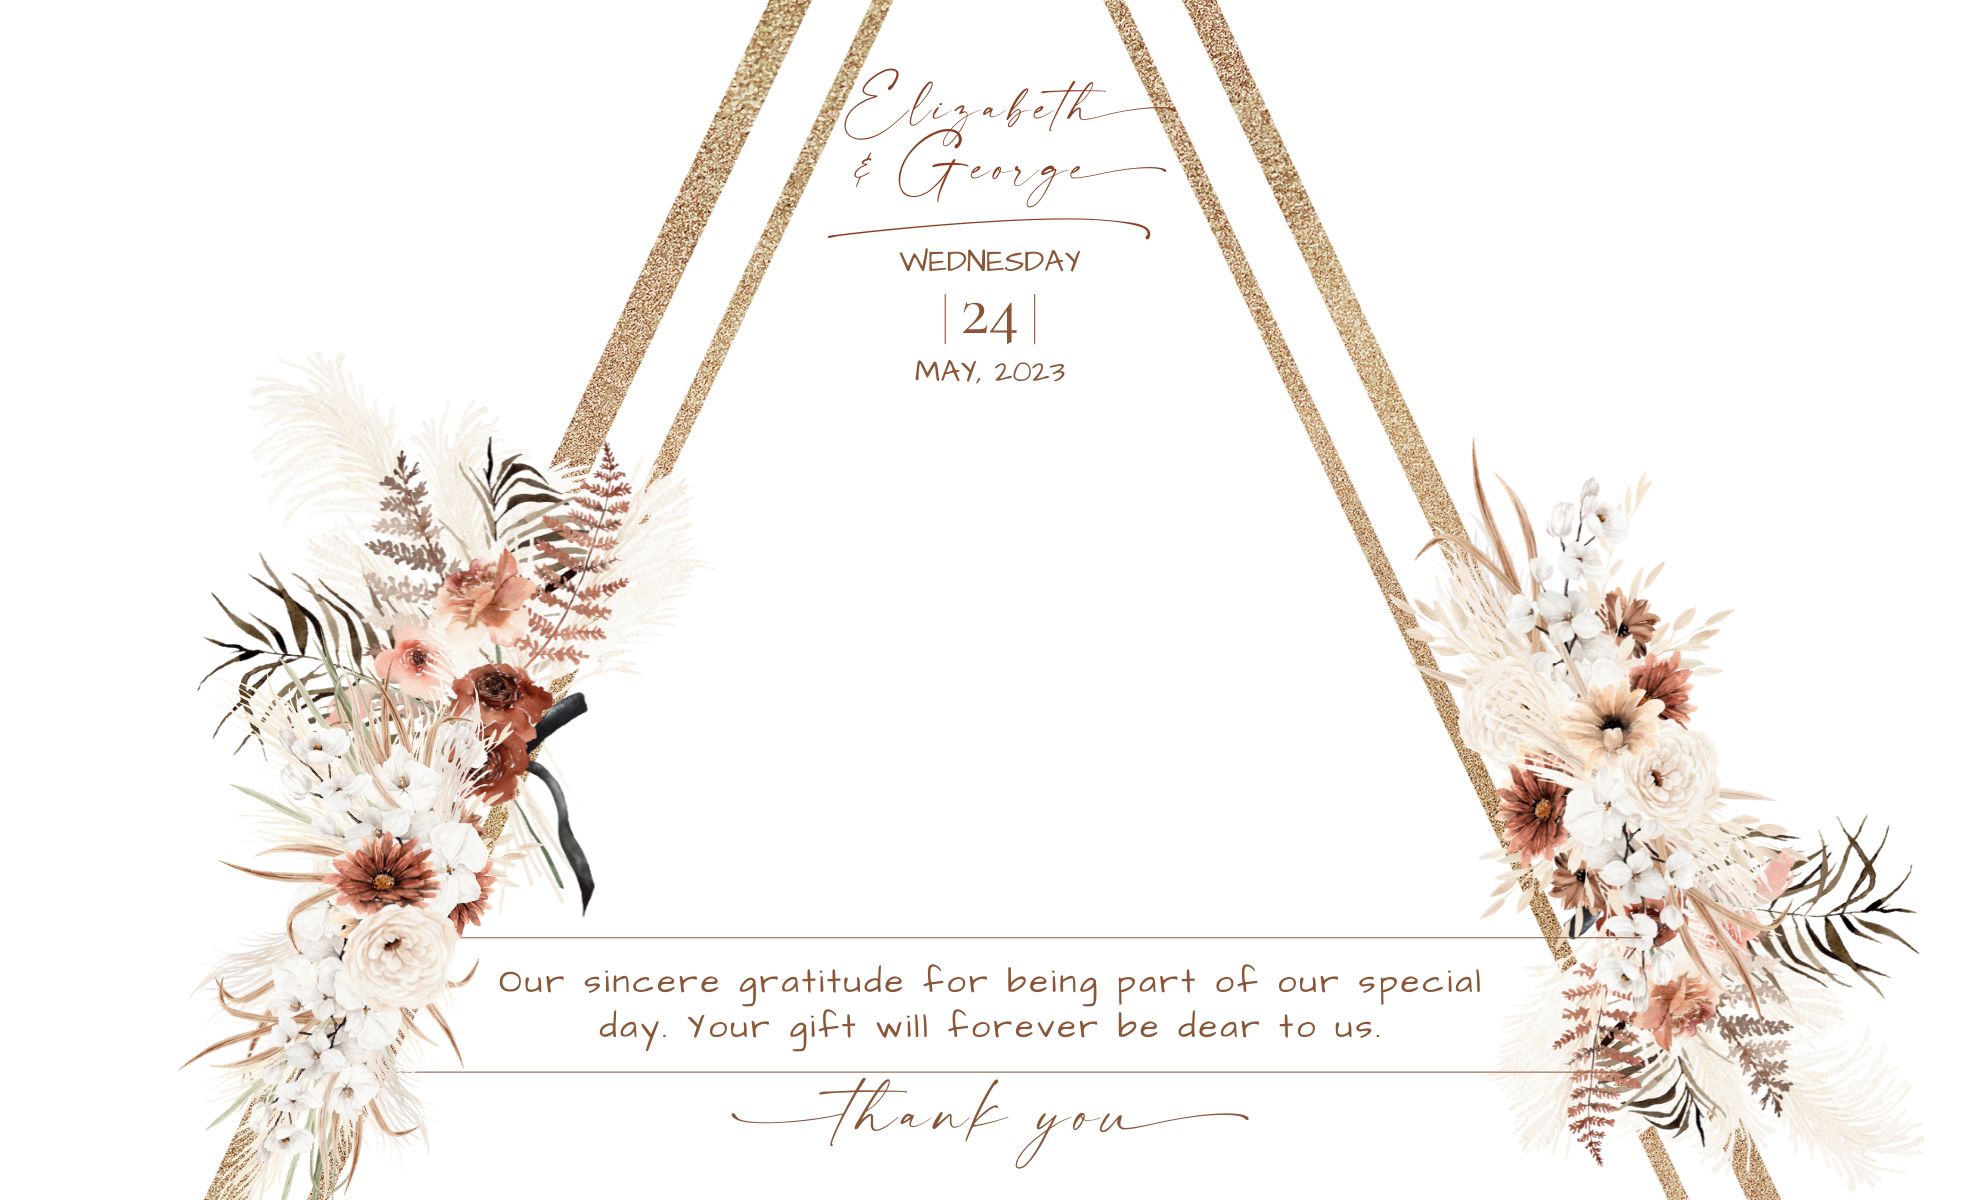 Elizabeth
& George
WEDNESDAY
|24|
MAY, 2023
Our sincere gratitude for being part of our special
day. Your gift will forever be dear to us.
thank you